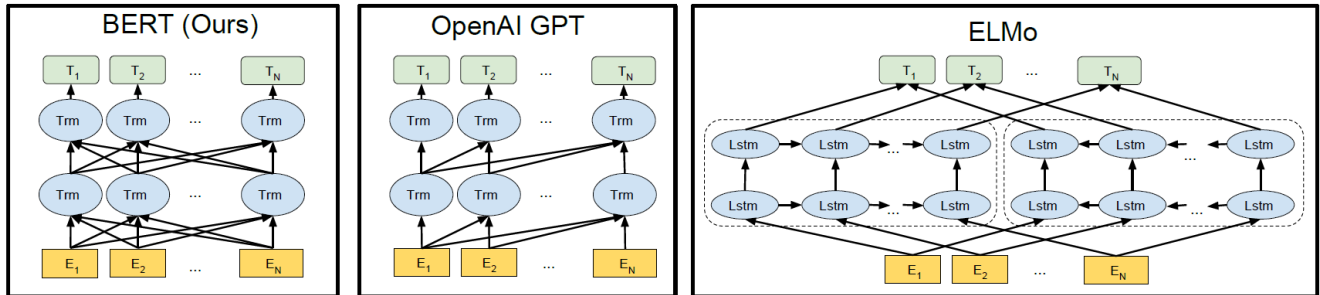 BERT (Ours)
T1 T2 ... TN
Trm Trm ... Trm
Trm Trm ... Trm
E1 E2 ... EN
OpenAI GPT
T1 T2 ... TN
Trm Trm ... Trm
Trm Trm ... Trm
E1 E2 ... EN
ELMo
T1 T2 ... TN
Lstm Lstm ... Lstm Lstm Lstm ... Lstm
Lstm Lstm ... Lstm Lstm Lstm ... Lstm
E1 E2 ... EN